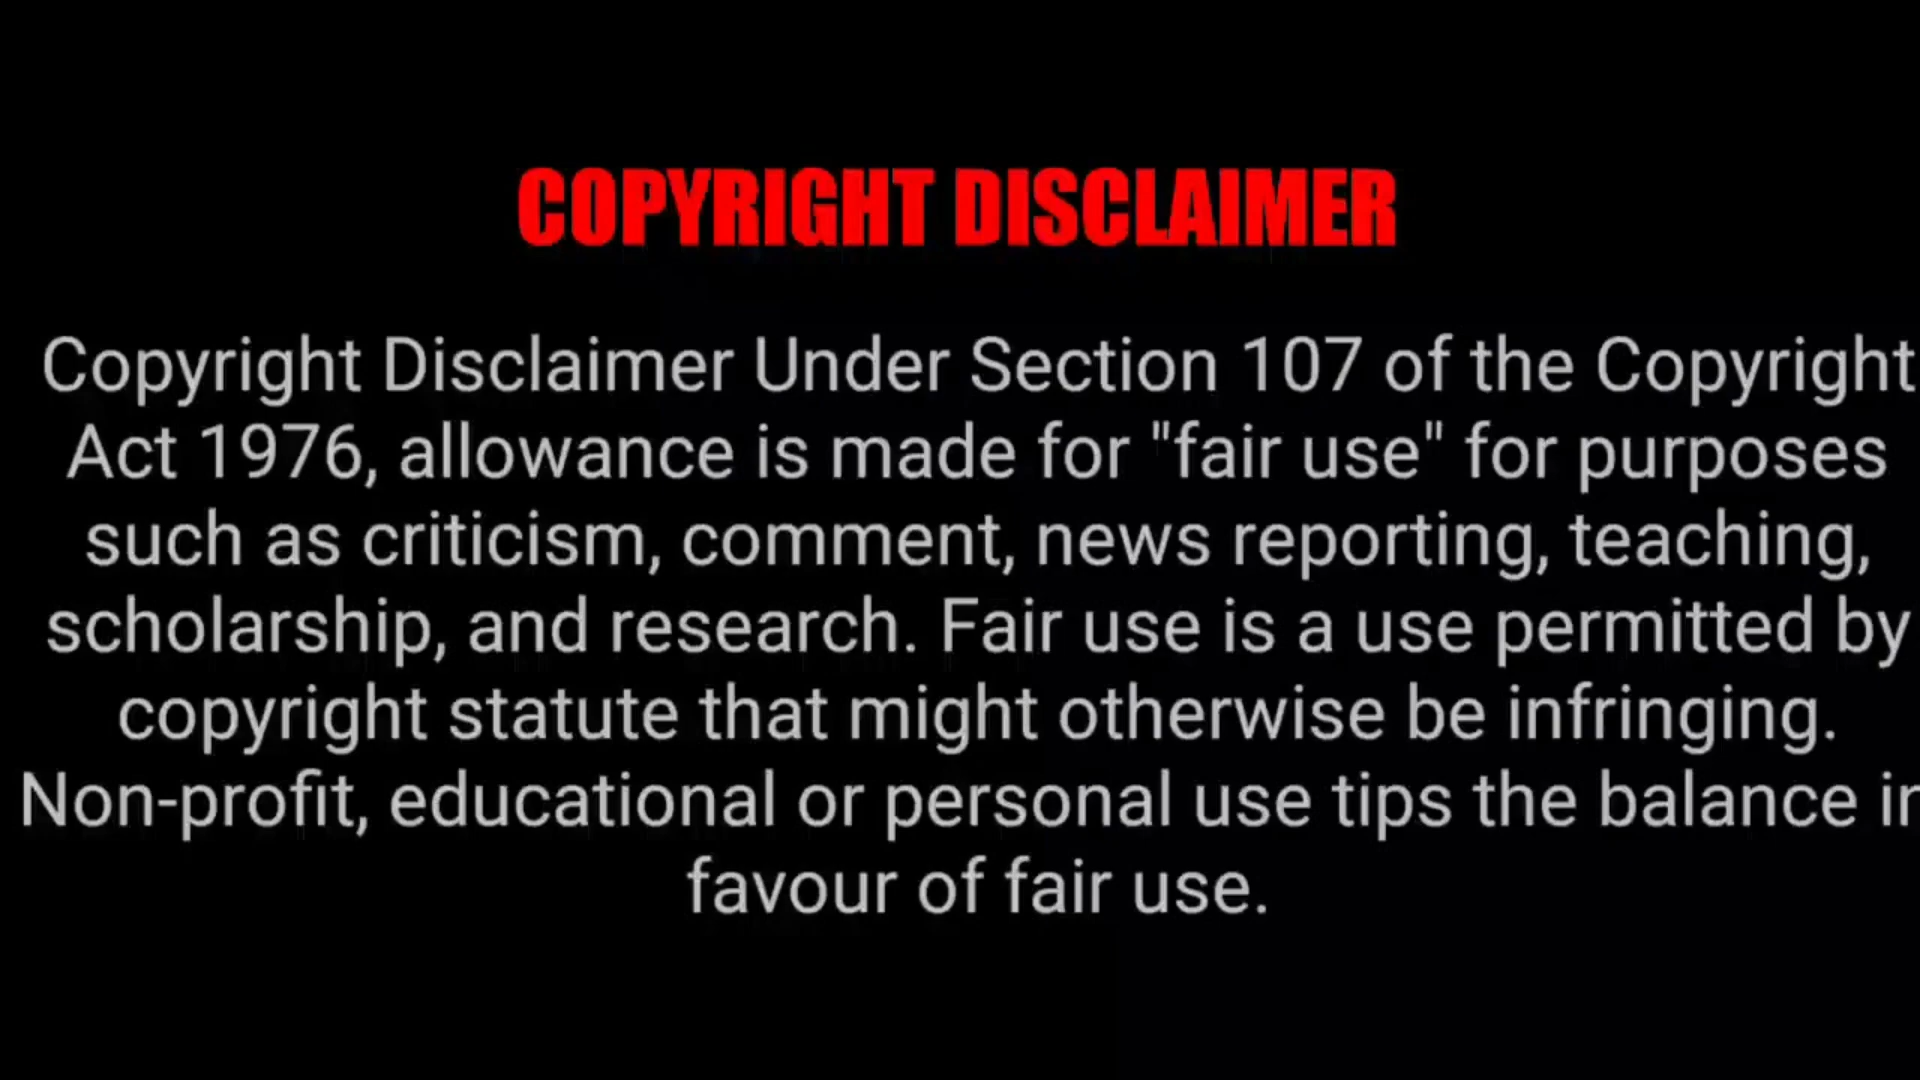 COPYRIGHT DISCLAIMER
Copyright Disclaimer Under Section 107 of the Copyright
Act 1976, allowance is made for "fair use" for purposes
such as criticism, comment, news reporting, teaching,
scholarship, and research. Fair use is a use permitted by
copyright statute that might otherwise be infringing.
Non-profit, educational or personal use tips the balance in
favour of fair use.